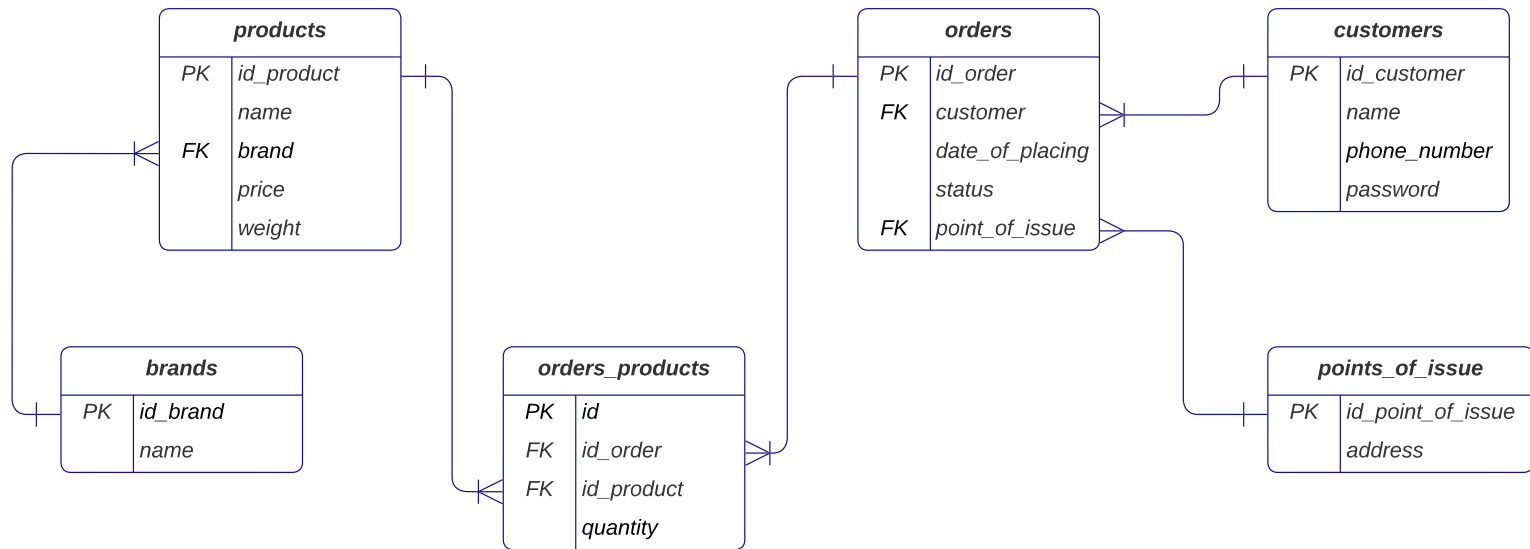 products
PK id_product
name
FK brand
price
weight
orders
PK id_order
FK customer
date_of_placing
status
FK point_of_issue
customers
PK id_customer
name
phone_number
password
brands
PK id_brand
name
orders_products
PK id
FK id_order
FK id_product
quantity
points_of_issue
PK id_point_of_issue
address